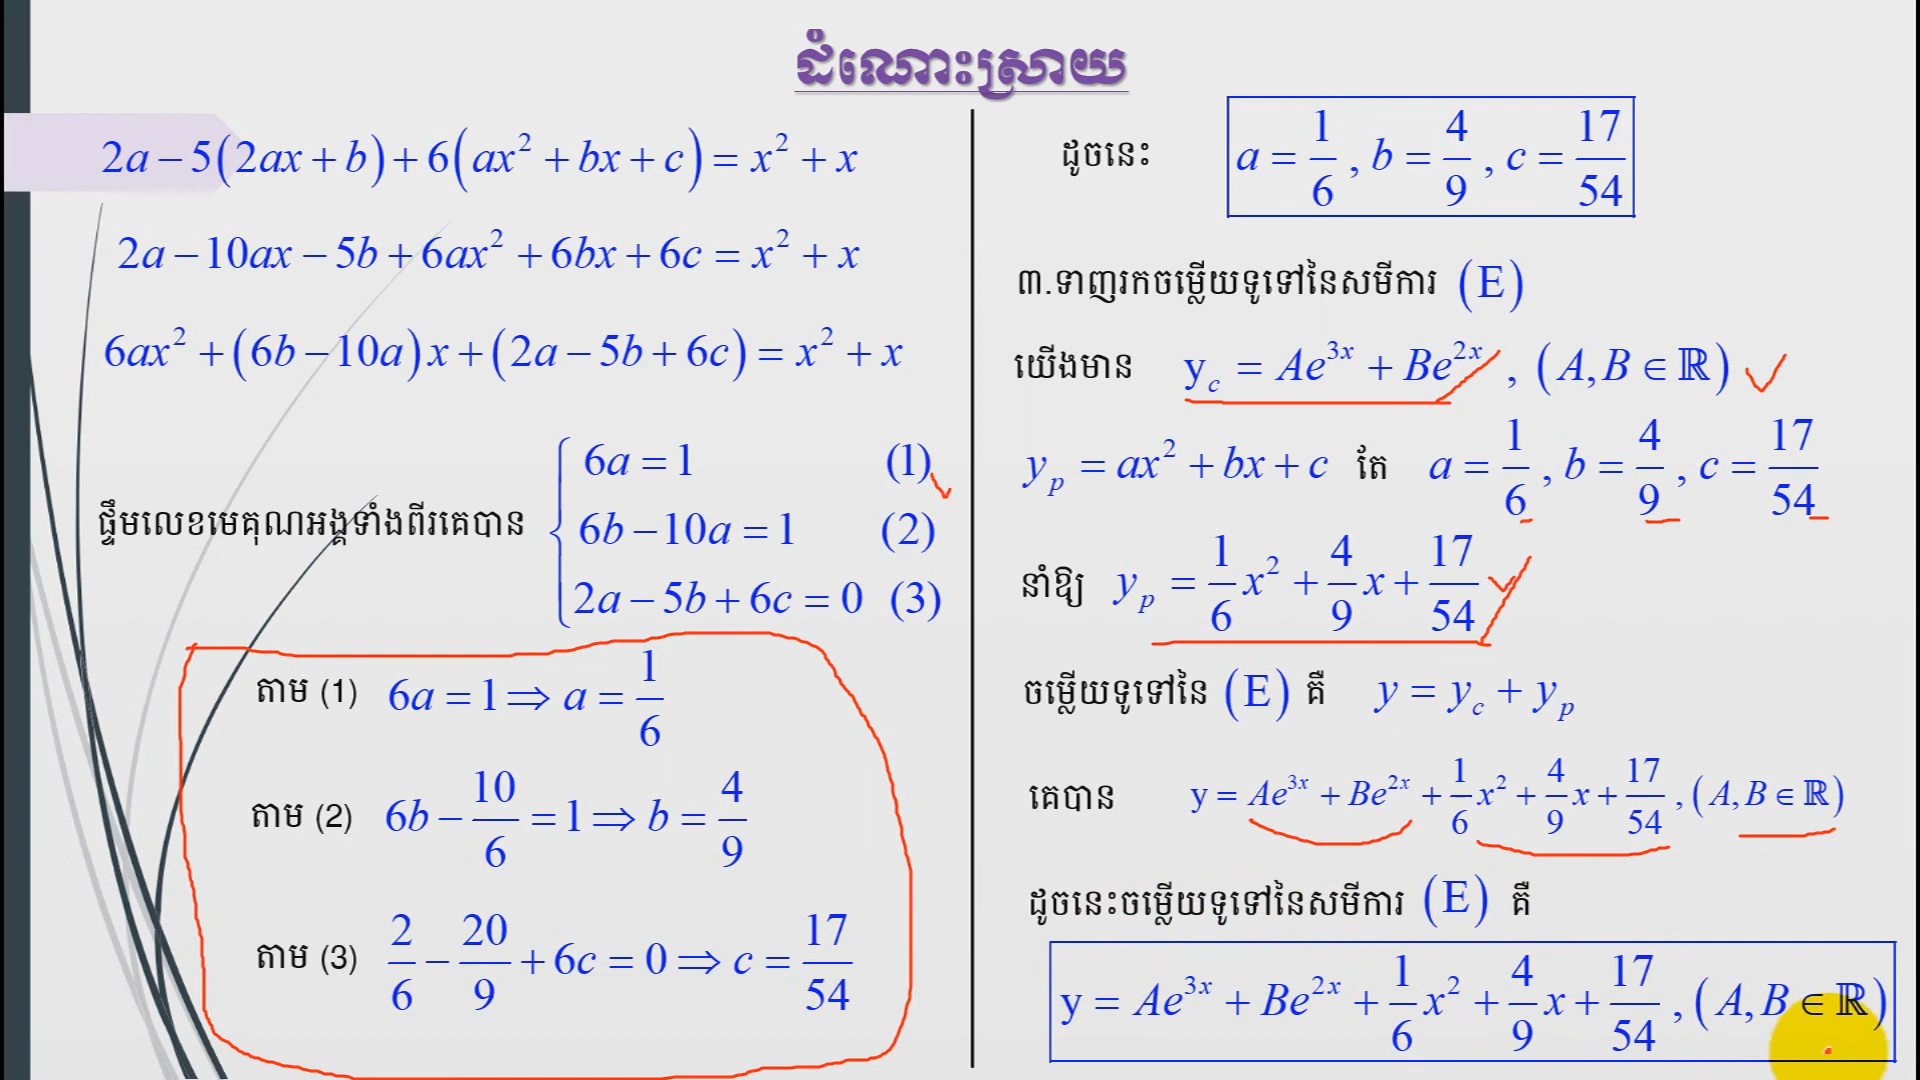 ដំណោះស្រាយ
2a − 5(2ax + b) + 6(ax² + bx + c) = x² + x
2a − 10ax − 5b + 6ax² + 6bx + 6c = x² + x
6ax² + (6b − 10a)x + (2a − 5b + 6c) = x² + x
ផ្ទឹមលេខមេគុណអង្គទាំងពីរគេបាន
6a = 1 (1)
6b − 10a = 1 (2)
2a − 5b + 6c = 0 (3)
តាម (1) 6a = 1 ⇒ a = 1/6
តាម (2) 6b − 10/6 = 1 ⇒ b = 4/9
តាម (3) 2/6 − 20/9 + 6c = 0 ⇒ c = 17/54
ដូចនេះ a = 1/6 , b = 4/9 , c = 17/54
៣.ទាញរកចម្លើយទូទៅនៃសមីការ (E)
យើងមាន y_c = Ae^{3x} + Be^{2x} , (A, B ∈ ℝ)
y_p = ax² + bx + c តែ a = 1/6 , b = 4/9 , c = 17/54
នាំឱ្យ y_p = 1/6 x² + 4/9 x + 17/54
ចម្លើយទូទៅនៃ (E) គឺ y = y_c + y_p
គេបាន y = Ae^{3x} + Be^{2x} + 1/6 x² + 4/9 x + 17/54 , (A, B ∈ ℝ)
ដូចនេះចម្លើយទូទៅនៃសមីការ (E) គឺ
y = Ae^{3x} + Be^{2x} + 1/6 x² + 4/9 x + 17/54 , (A, B ∈ ℝ)